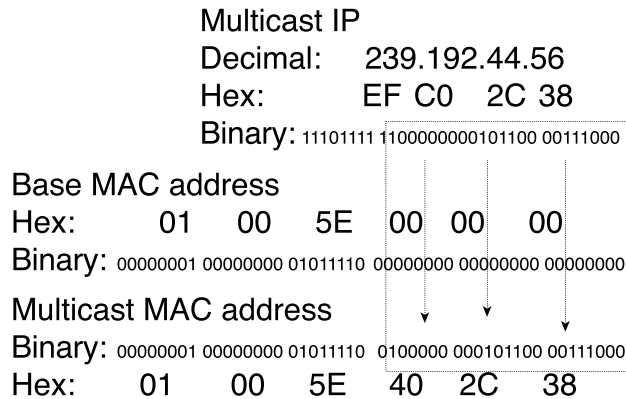 Multicast IP
Decimal: 239.192.44.56
Hex: EF C0 2C 38
Binary: 11101111 1100000000101100 00111000
Base MAC address
Hex: 01 00 5E 00 00 00
Binary: 00000001 00000000 01011110 00000000 00000000 00000000
Multicast MAC address
Binary: 00000001 00000000 01011110 0100000 000101100 00111000
Hex: 01 00 5E 40 2C 38